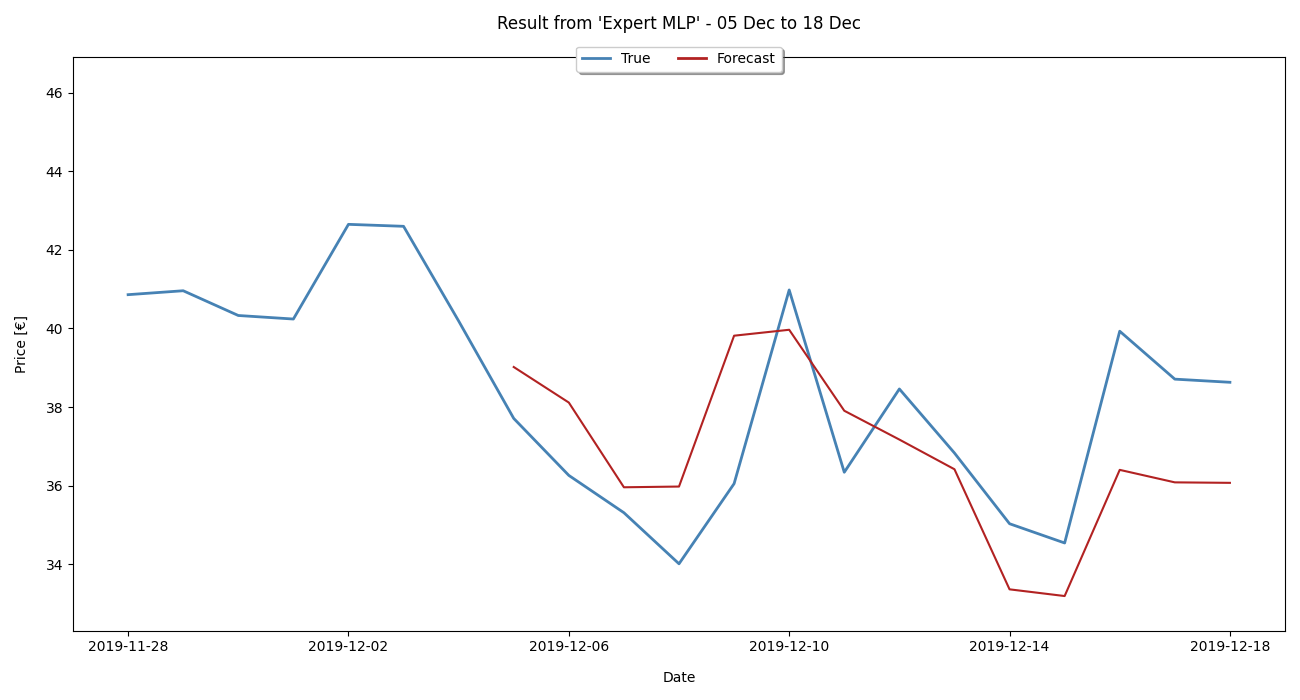 Result from 'Expert MLP' - 05 Dec to 18 Dec
True Forecast
46
44
42
40
38
36
34
Price [€]
2019-11-28 2019-12-02 2019-12-06 2019-12-10 2019-12-14 2019-12-18
Date